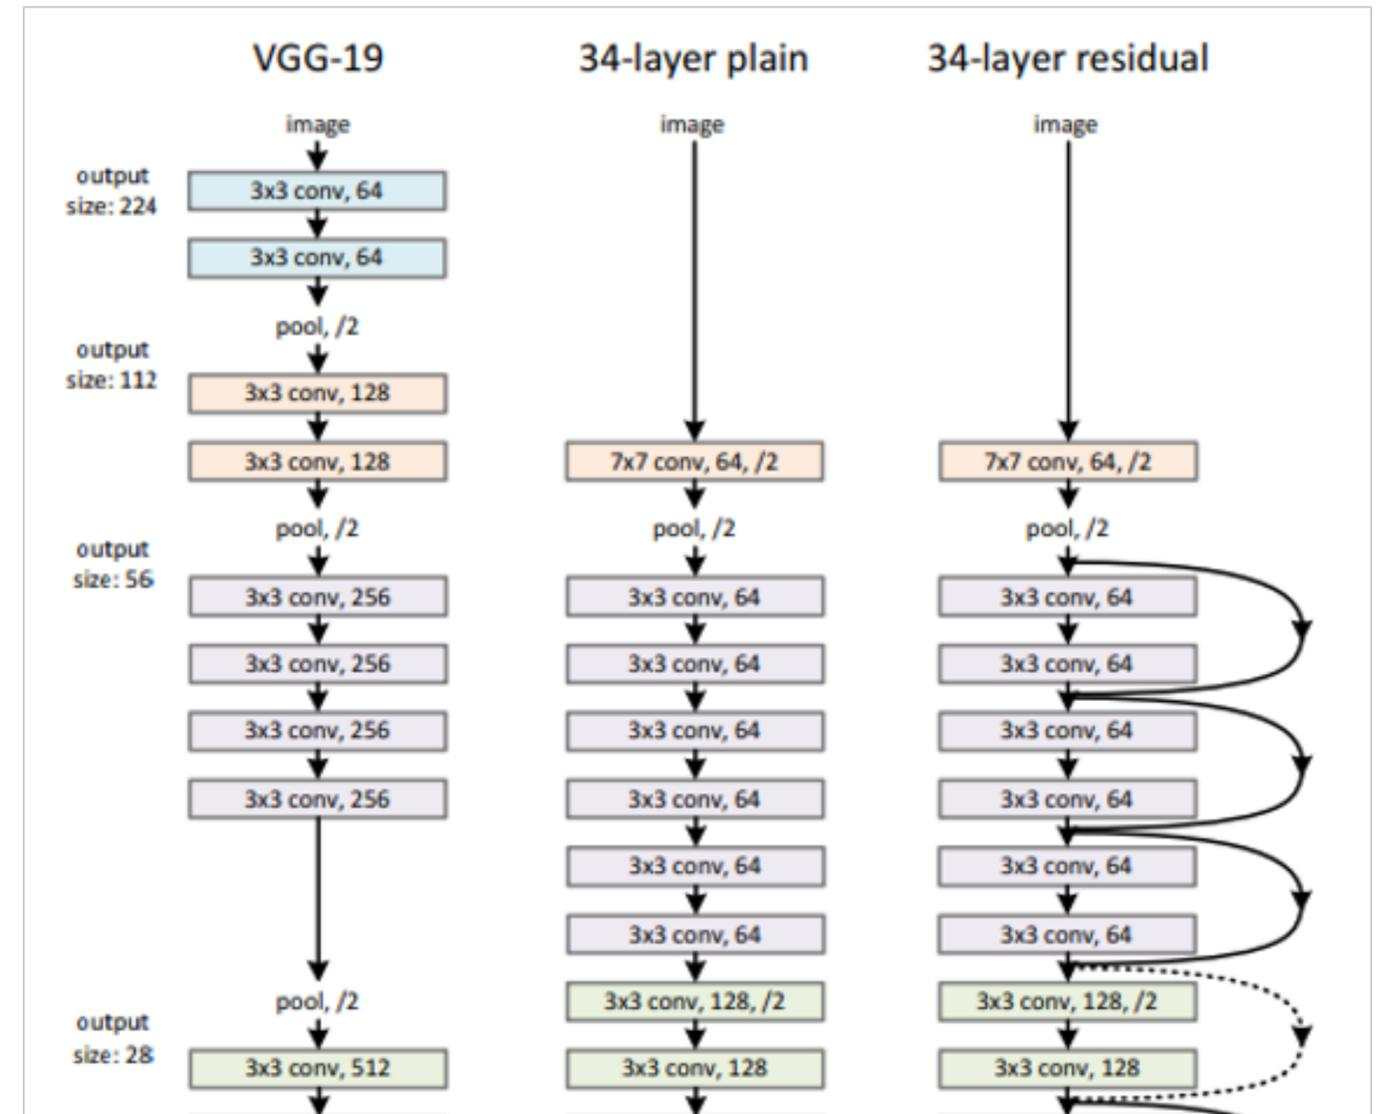 VGG-19
34-layer plain
34-layer residual
image
image
image
output
size: 224
3x3 conv, 64
3x3 conv, 64
pool, /2
output
size: 112
3x3 conv, 128
3x3 conv, 128
7x7 conv, 64, /2
7x7 conv, 64, /2
pool, /2
pool, /2
pool, /2
output
size: 56
3x3 conv, 256
3x3 conv, 64
3x3 conv, 64
3x3 conv, 256
3x3 conv, 64
3x3 conv, 64
3x3 conv, 256
3x3 conv, 64
3x3 conv, 64
3x3 conv, 256
3x3 conv, 64
3x3 conv, 64
3x3 conv, 64
3x3 conv, 64
3x3 conv, 64
3x3 conv, 64
pool, /2
3x3 conv, 128, /2
3x3 conv, 128, /2
output
size: 28
3x3 conv, 512
3x3 conv, 128
3x3 conv, 128